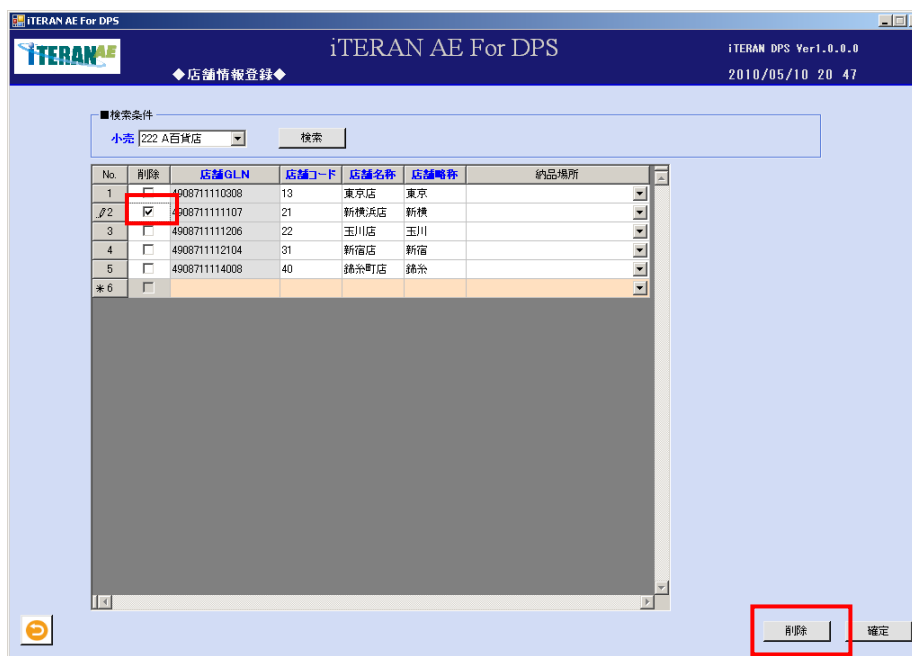 iTERAN AE For DPS
iTERAN AE
iTERAN AE For DPS
iTERAN DPS Ver1.0.0.0
◆店舗情報登録◆
2010/05/10 20 47
■検索条件
小売 222 A百貨店 検索
No. 削除 店舗GLN 店舗コード 店舗名称 店舗略称 納品場所
1 4908711110308 13 東京店 東京
2 4908711111107 21 新横浜店 新横
3 4908711111206 22 玉川店 玉川
4 4908711112104 31 新宿店 新宿
5 4908711114008 40 錦糸町店 錦糸
*6
削除 確定